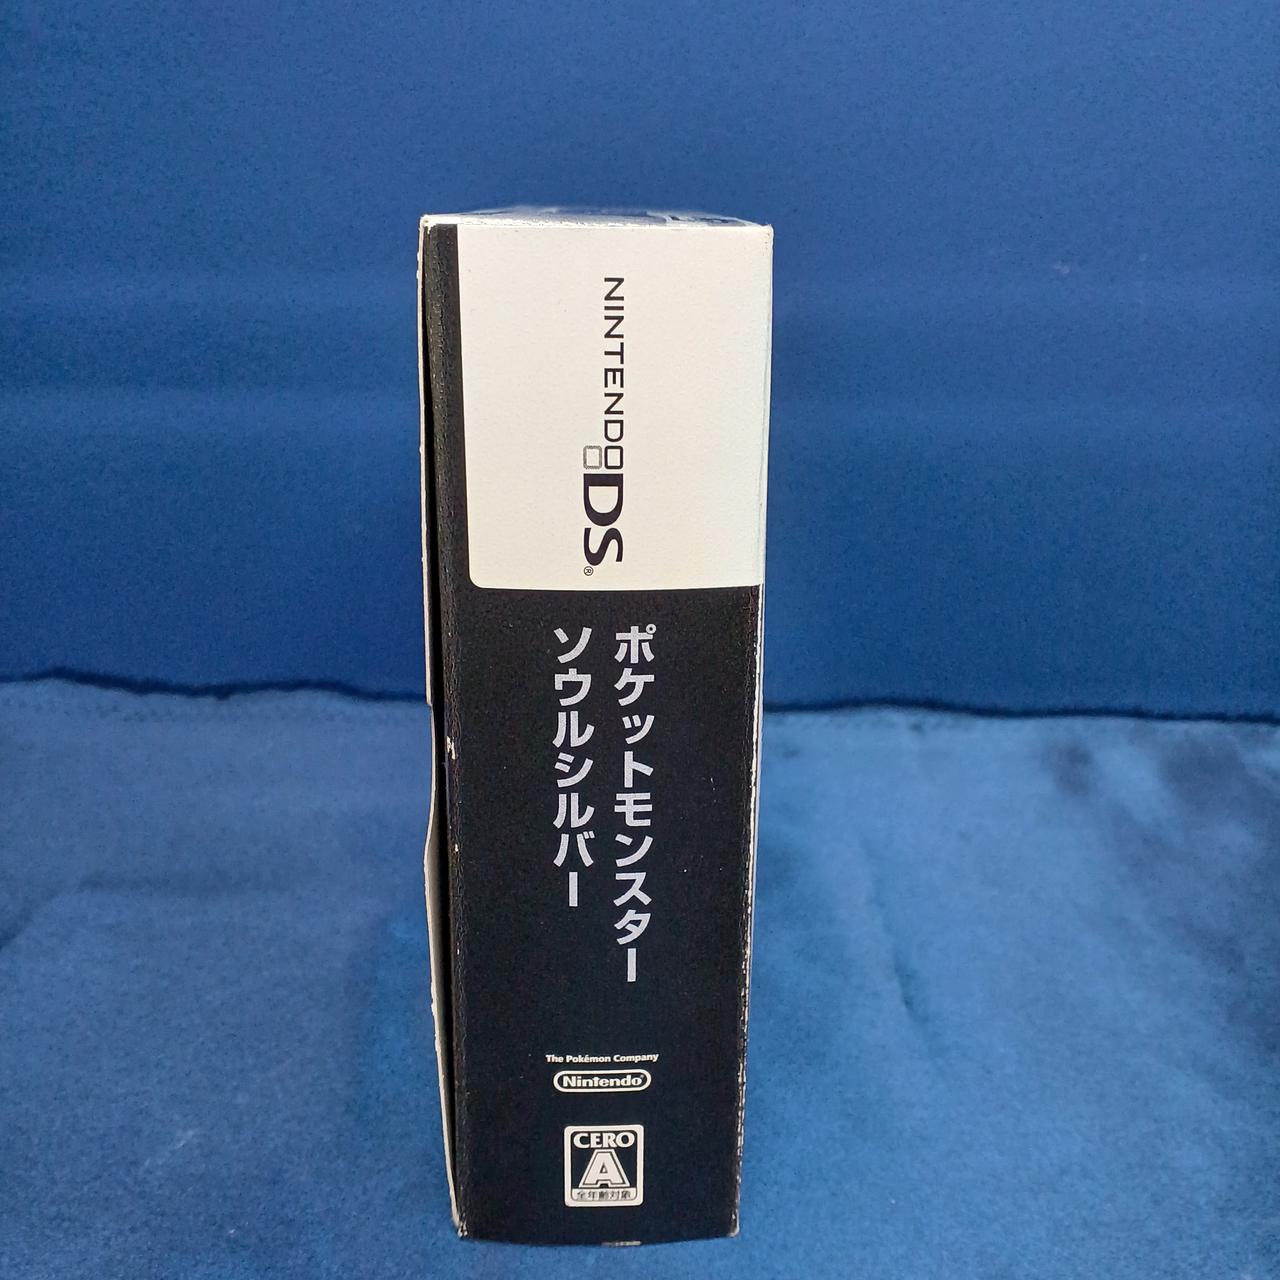 NINTENDO
DS®
ポケットモンスター
ソウルシルバー
The Pokémon Company
Nintendo®
CERO
A
全年齢対象